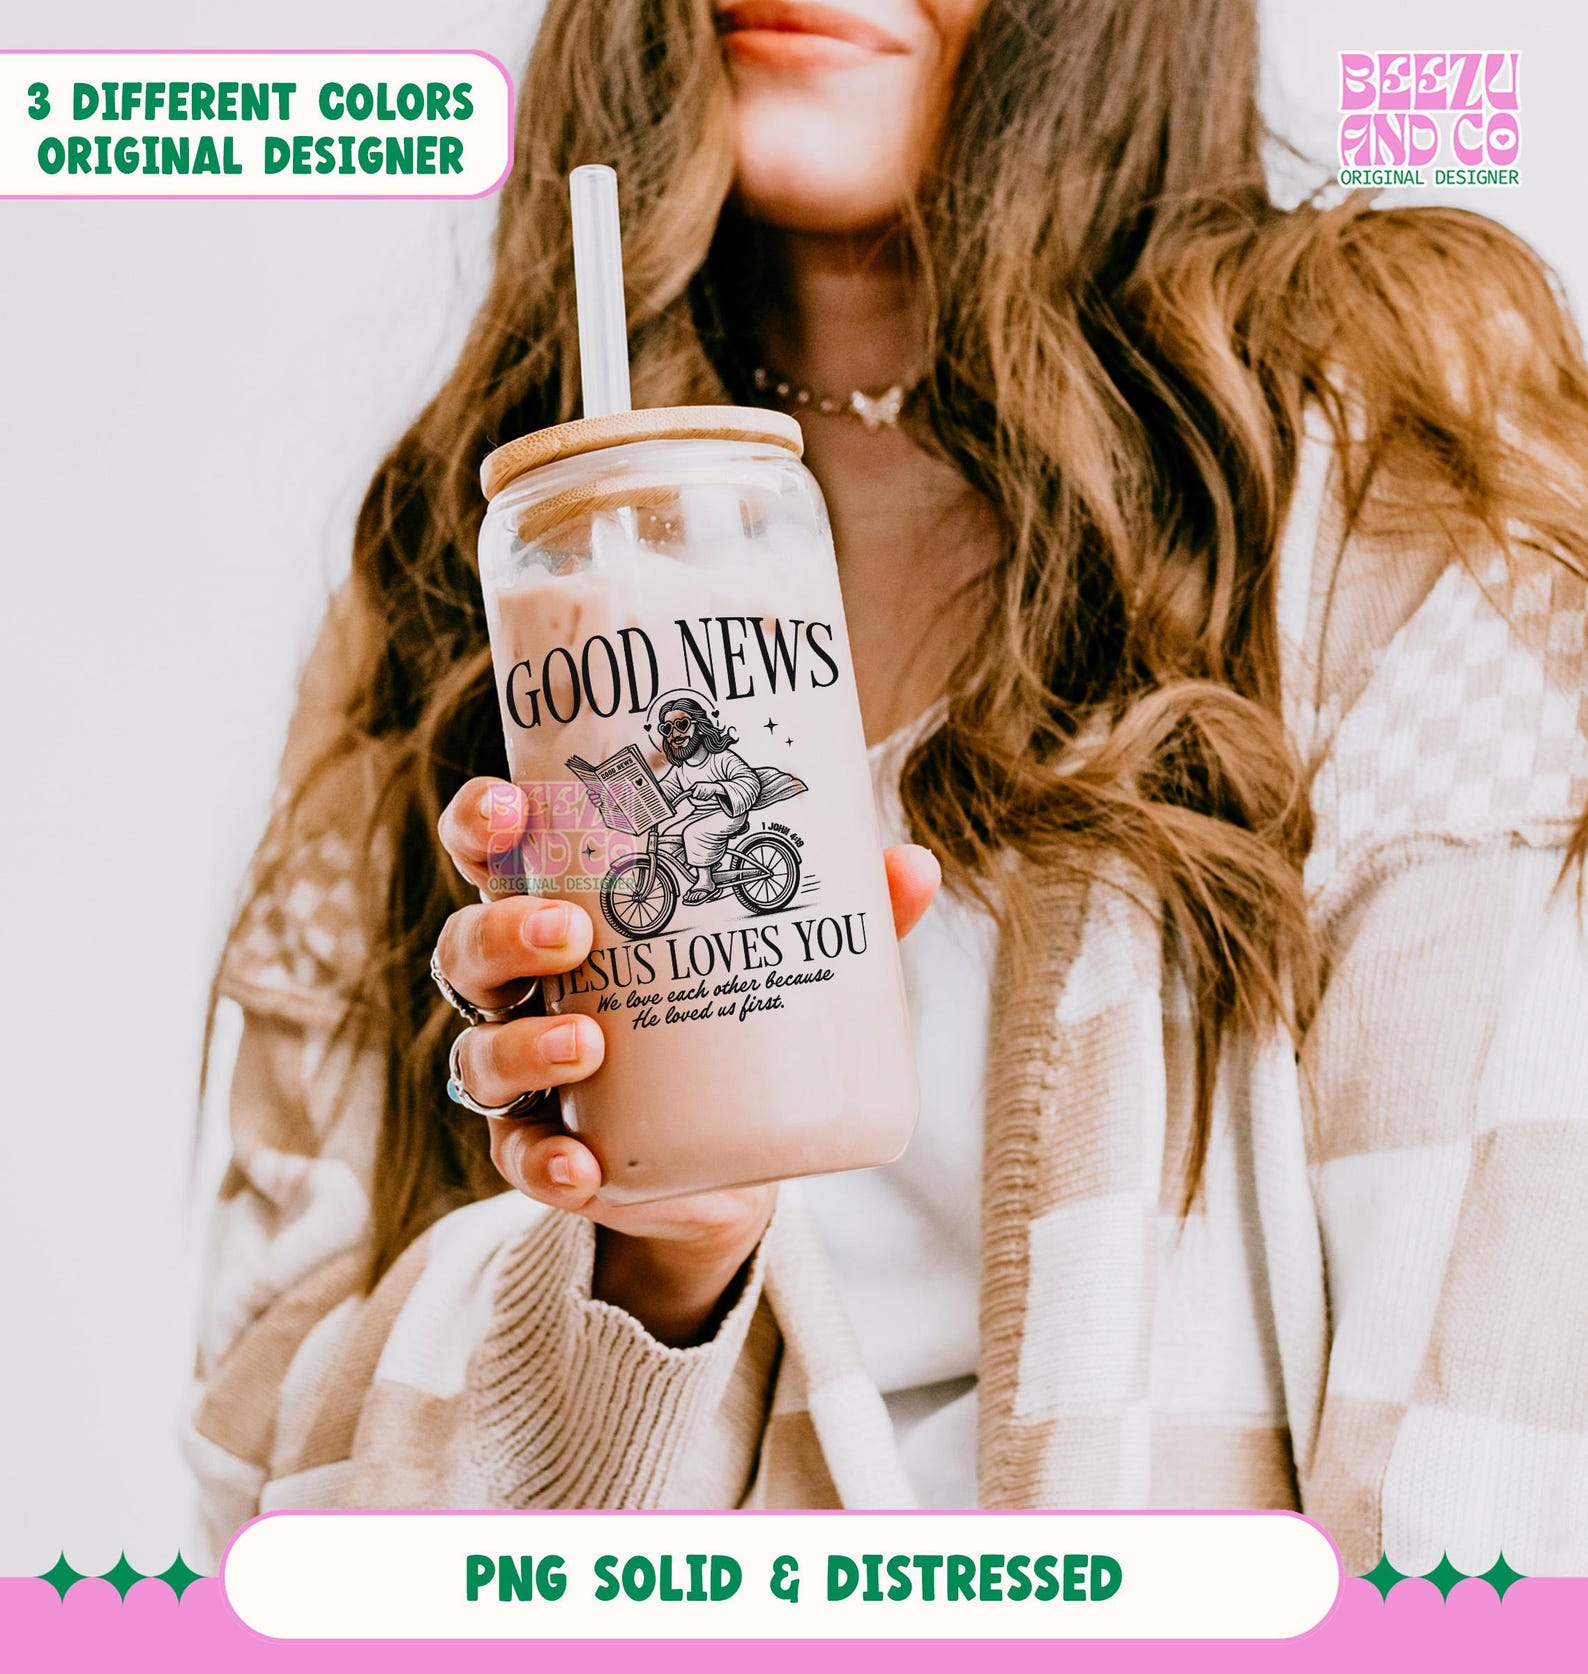 3 DIFFERENT COLORS
ORIGINAL DESIGNER
BEEZU
AND CO
ORIGINAL DESIGNER
GOOD NEWS
GOOD NEWS
1 JOHN 4:19
BEEZU
AND CO
ORIGINAL DESIGNER
JESUS LOVES YOU
We love each other because
He loved us first.
PNG SOLID & DISTRESSED